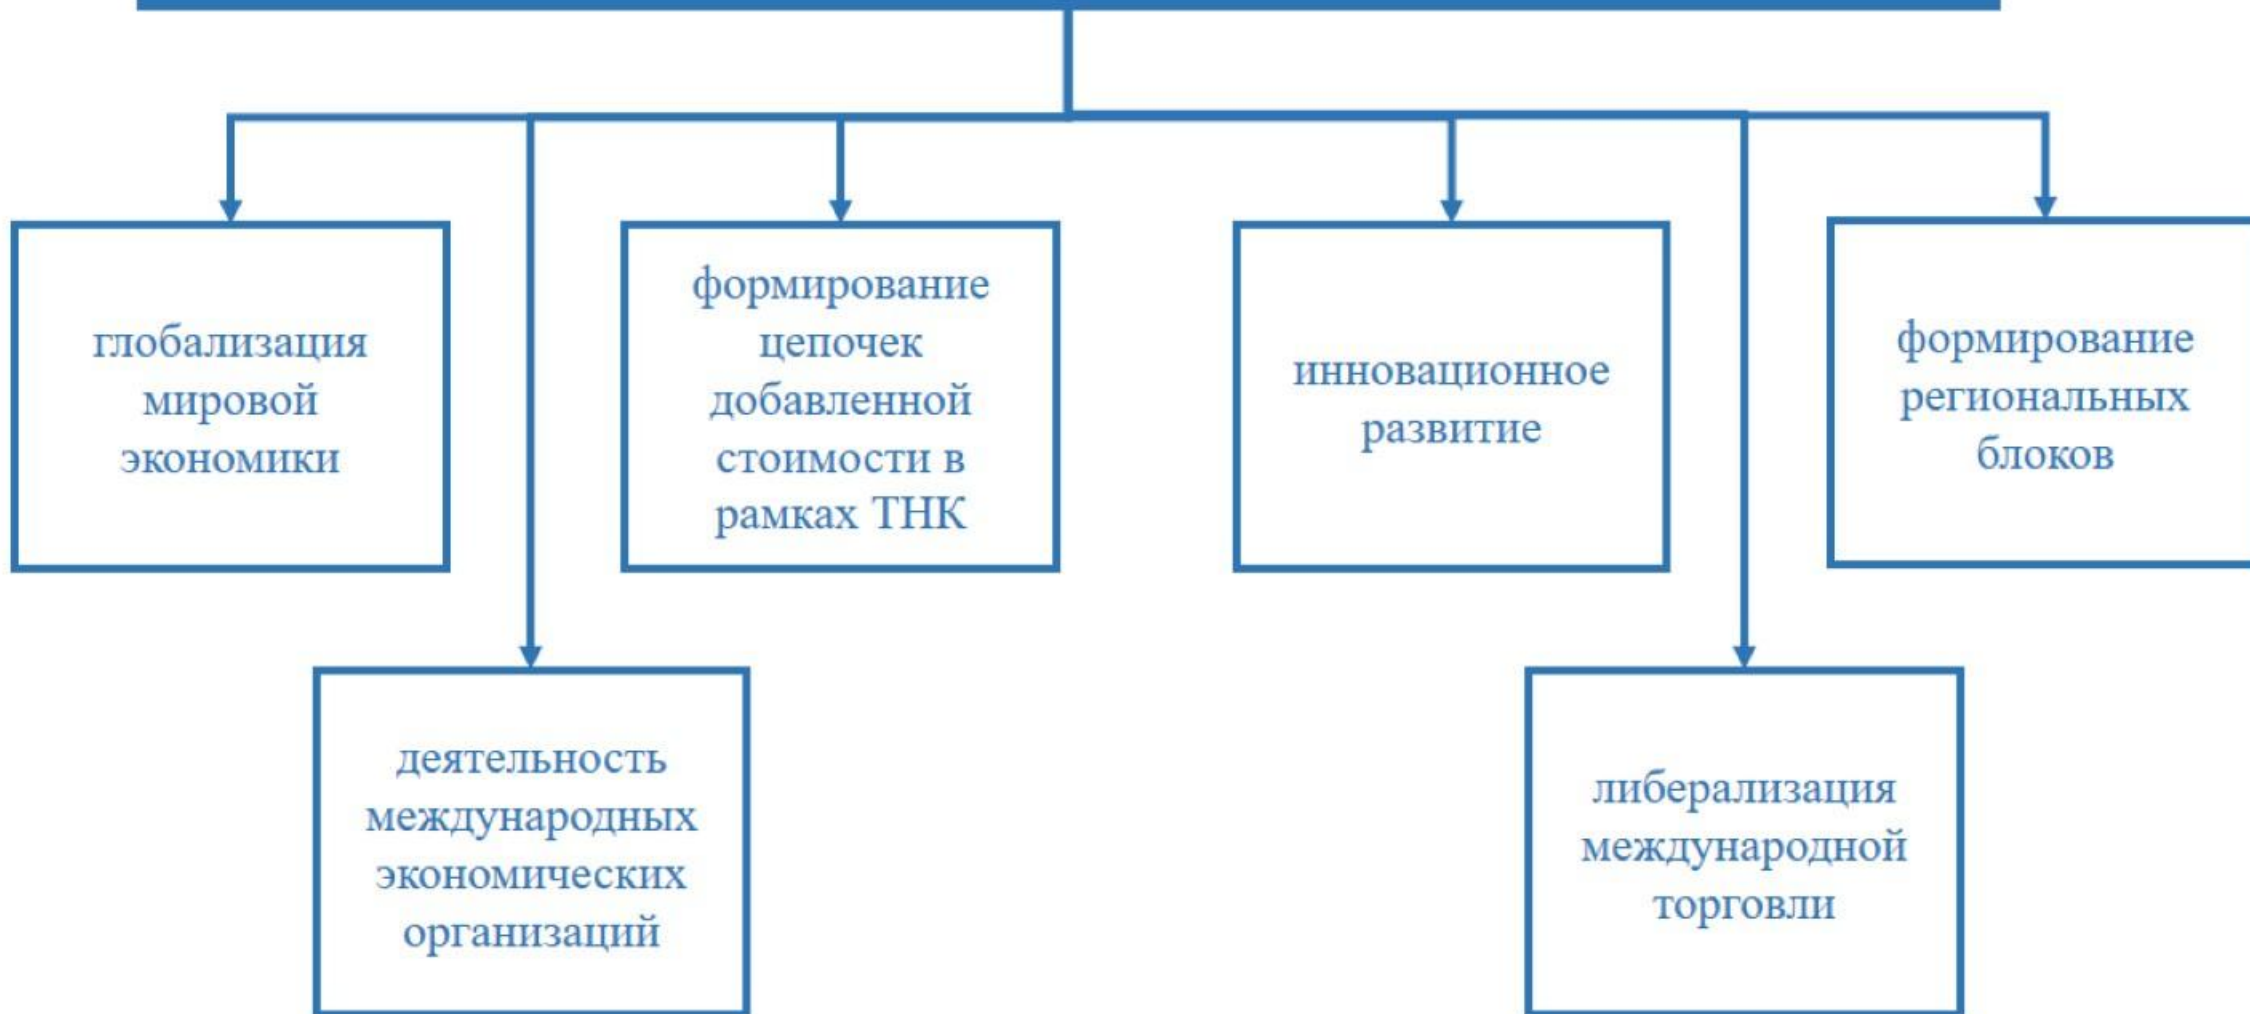 глобализация
мировой
экономики
формирование
цепочек
добавленной
стоимости в
рамках ТНК
инновационное
развитие
формирование
региональных
блоков
деятельность
международных
экономических
организаций
либерализация
международной
торговли